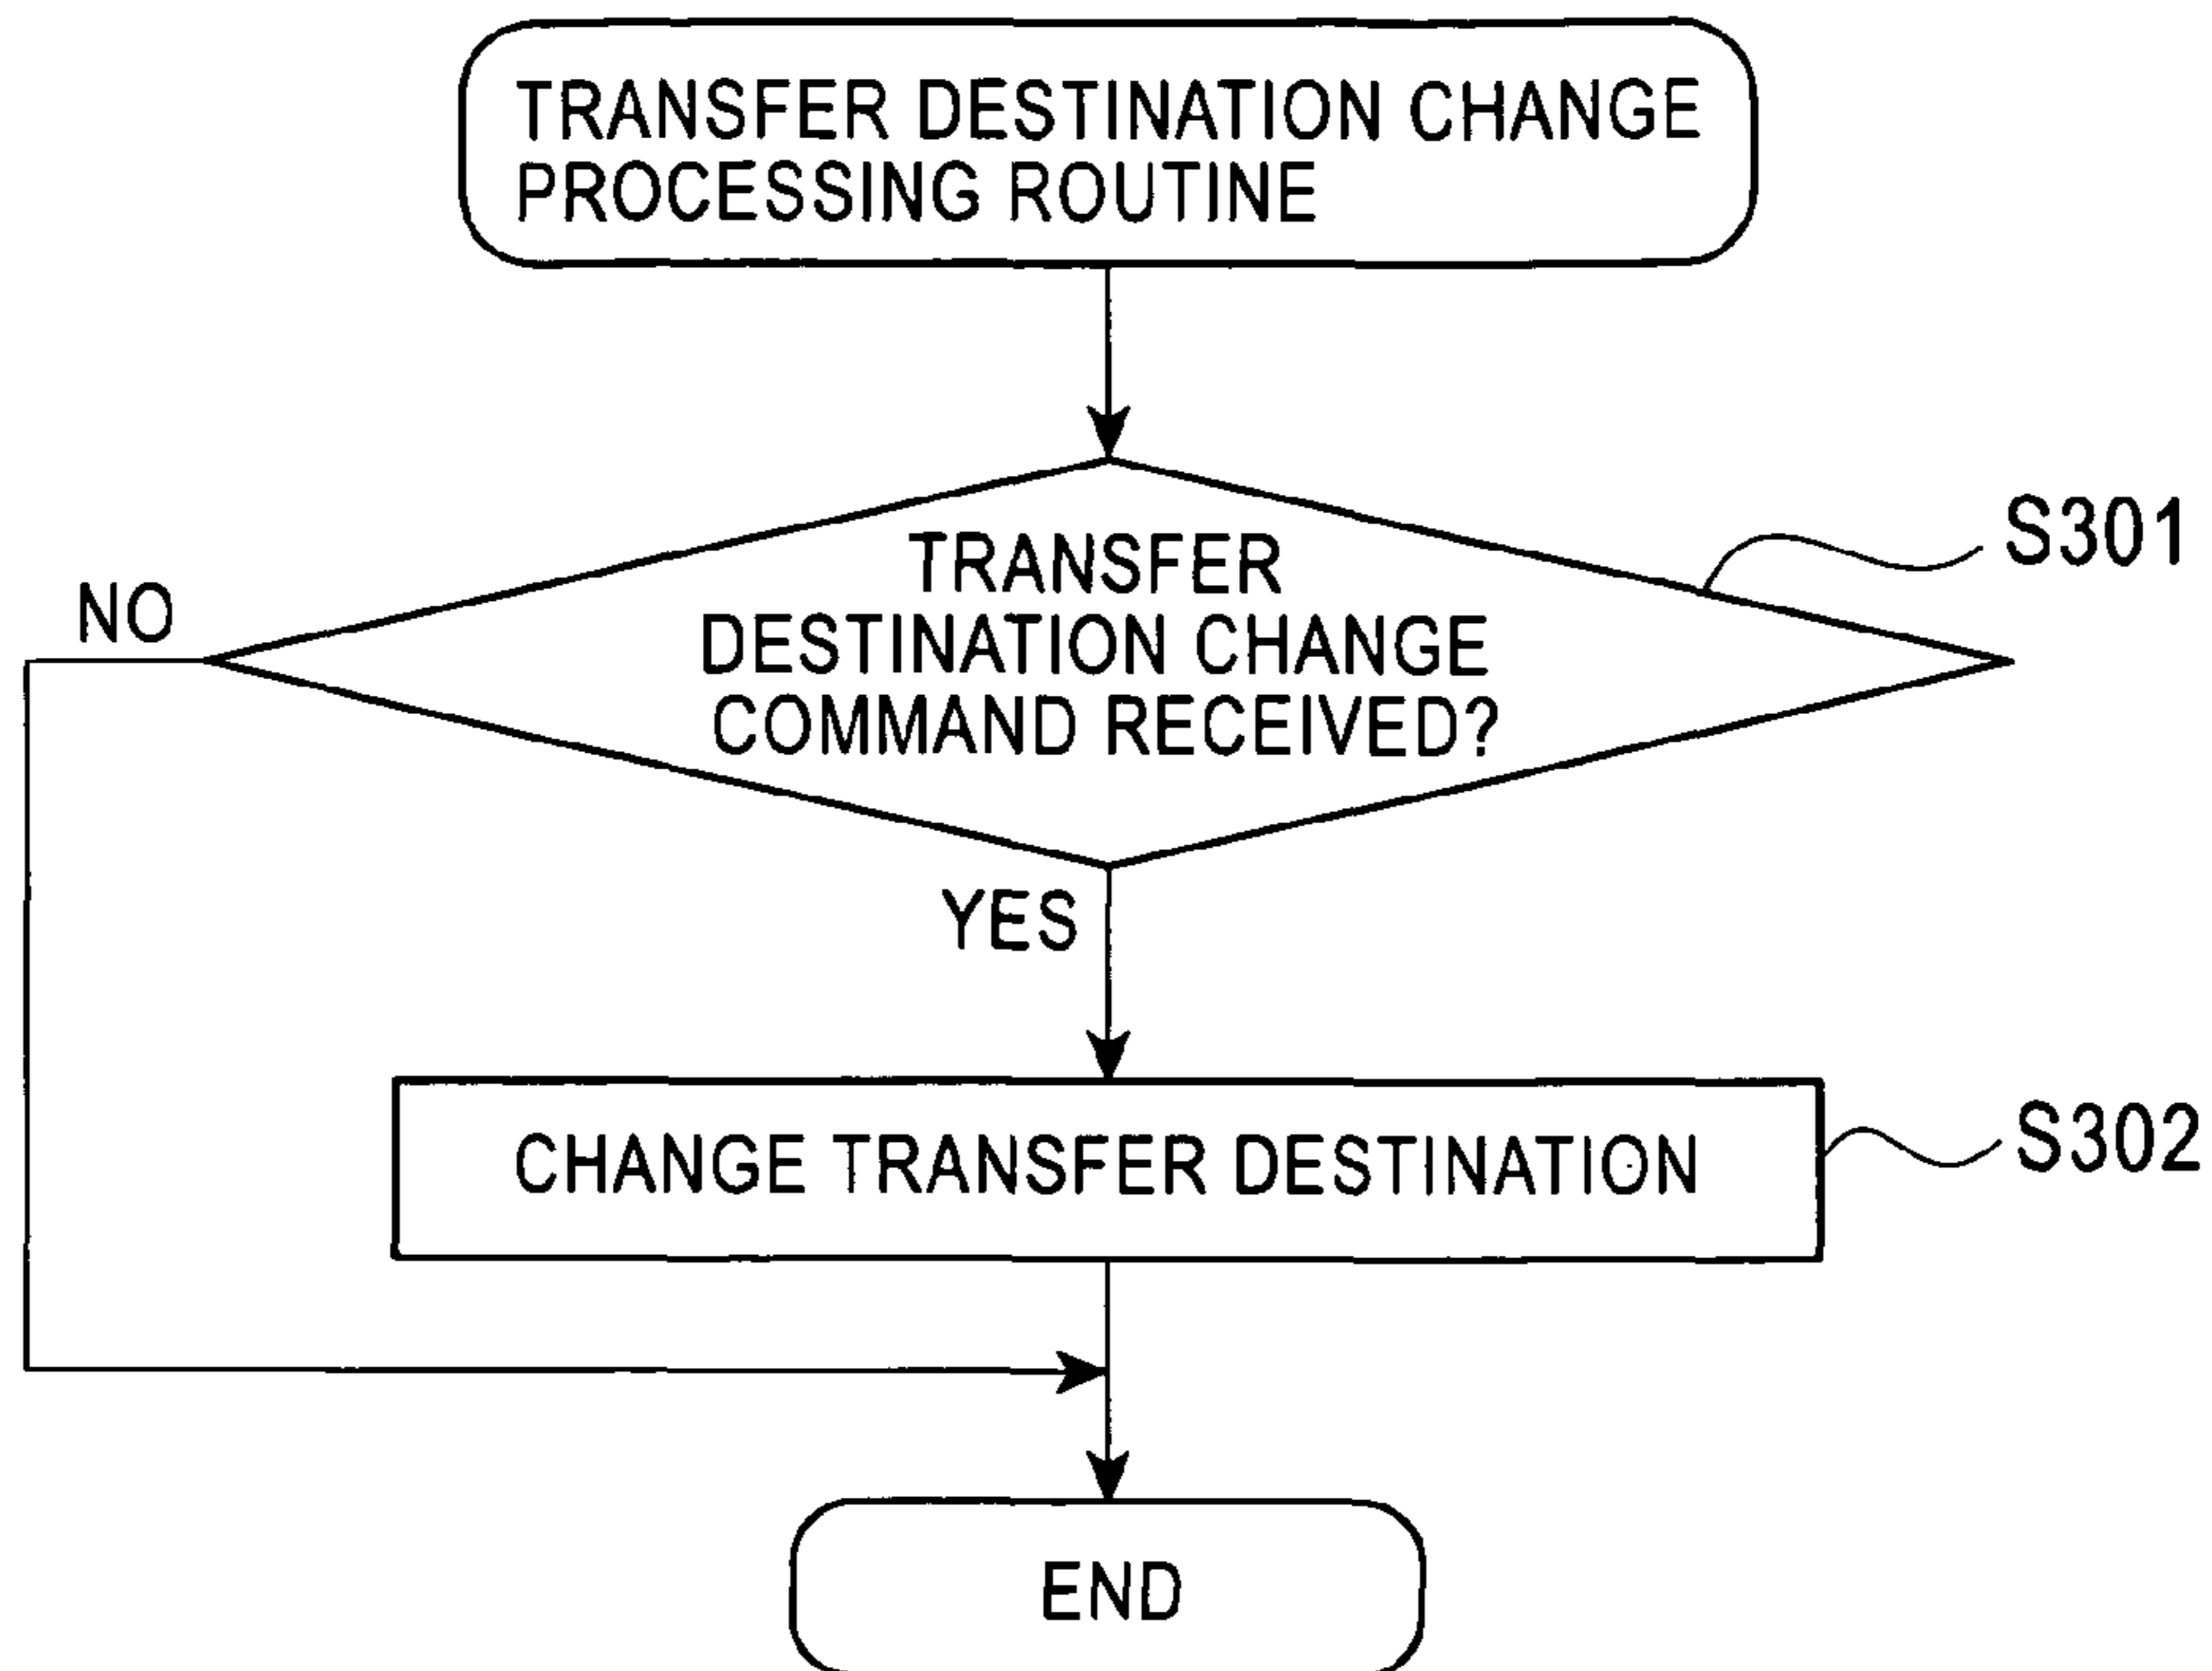 TRANSFER DESTINATION CHANGE
PROCESSING ROUTINE
S301
TRANSFER
DESTINATION CHANGE
COMMAND RECEIVED?
NO
YES
CHANGE TRANSFER DESTINATION
S302
END